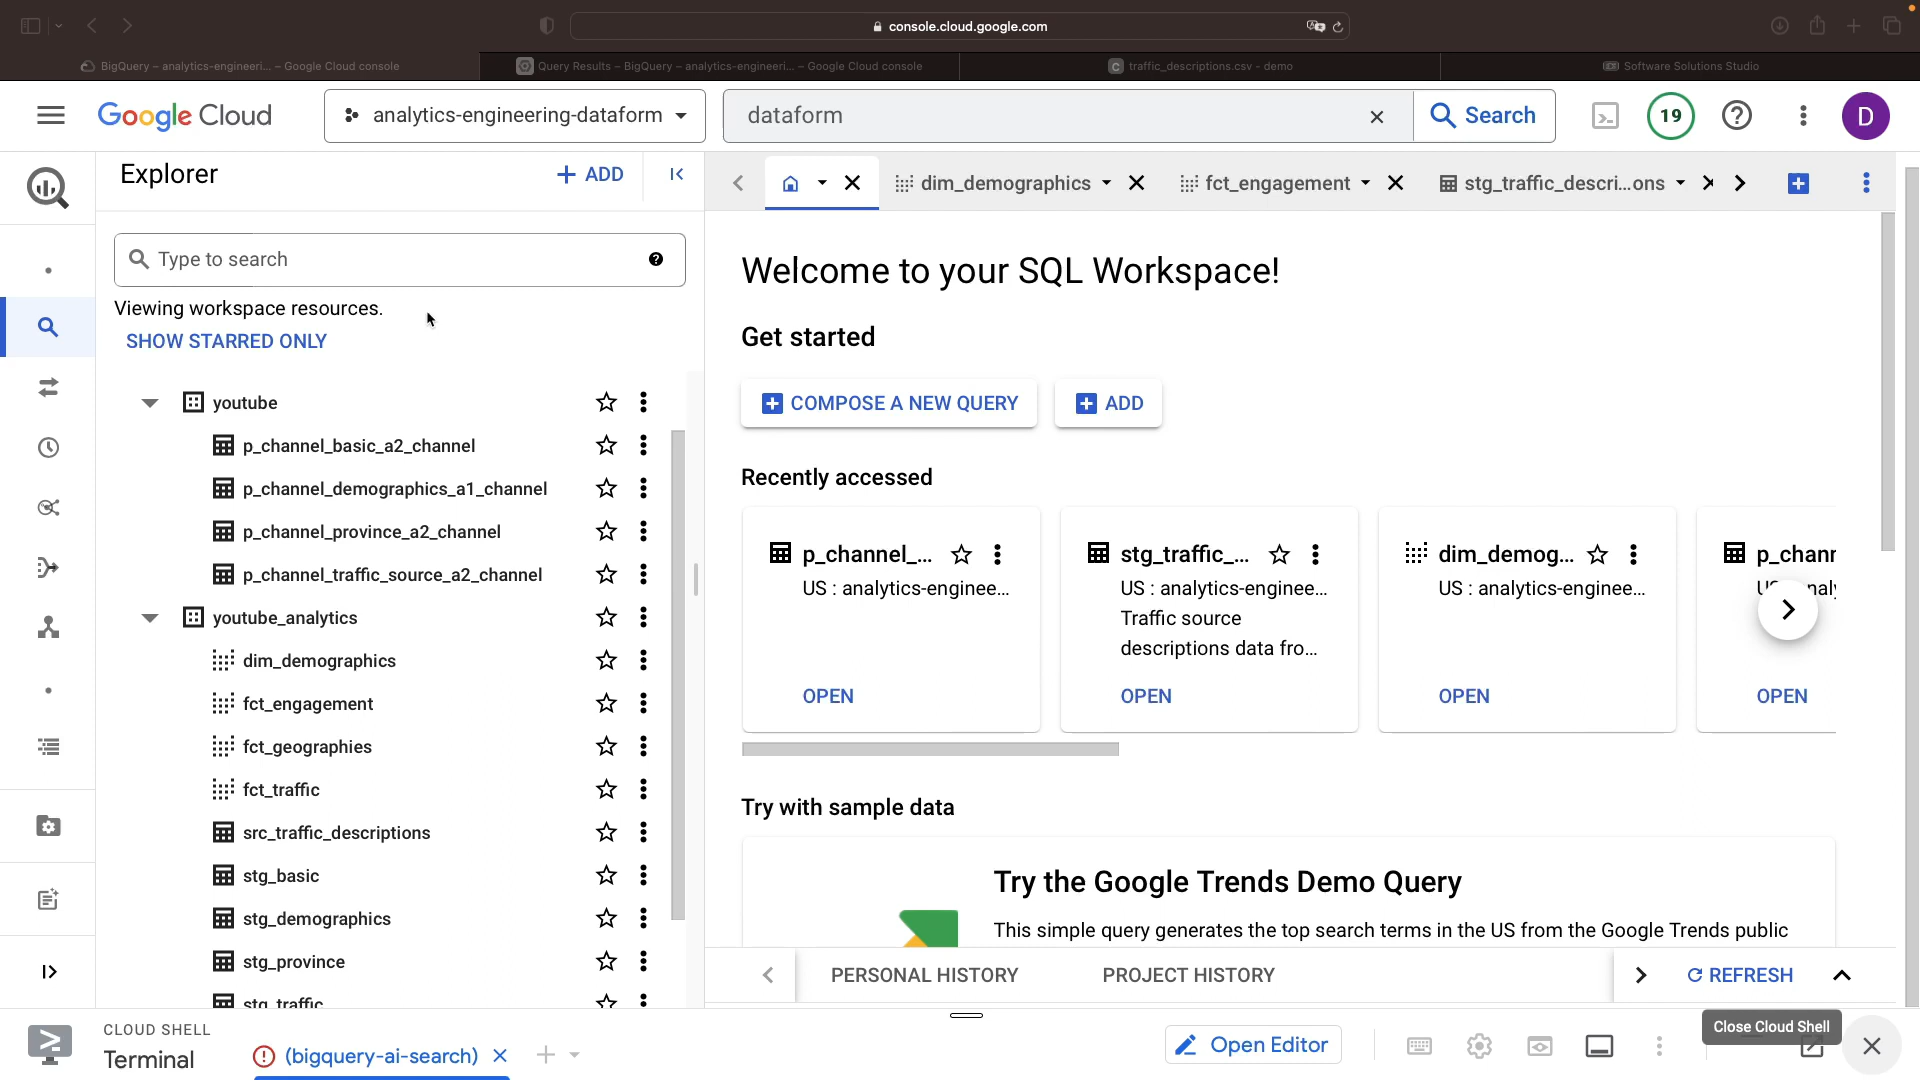 console.cloud.google.com
BigQuery – analytics-engineeri... – Google Cloud console
Query Results – BigQuery – analytics-engineeri... – Google Cloud console
traffic_descriptions.csv - demo
Software Solutions Studio
Google Cloud
analytics-engineering-dataform
dataform
Search
19
D
Explorer
+ ADD
dim_demographics
fct_engagement
stg_traffic_descri...ons
Type to search
Viewing workspace resources.
SHOW STARRED ONLY
youtube
p_channel_basic_a2_channel
p_channel_demographics_a1_channel
p_channel_province_a2_channel
p_channel_traffic_source_a2_channel
youtube_analytics
dim_demographics
fct_engagement
fct_geographies
fct_traffic
src_traffic_descriptions
stg_basic
stg_demographics
stg_province
stg_traffic
Welcome to your SQL Workspace!
Get started
COMPOSE A NEW QUERY
ADD
Recently accessed
p_channel_...
US : analytics-enginee...
OPEN
stg_traffic_...
US : analytics-enginee...
Traffic source
descriptions data fro...
OPEN
dim_demog...
US : analytics-enginee...
OPEN
p_chann
OPEN
Try with sample data
Try the Google Trends Demo Query
This simple query generates the top search terms in the US from the Google Trends public
PERSONAL HISTORY
PROJECT HISTORY
REFRESH
CLOUD SHELL
Terminal
(bigquery-ai-search)
Open Editor
Close Cloud Shell